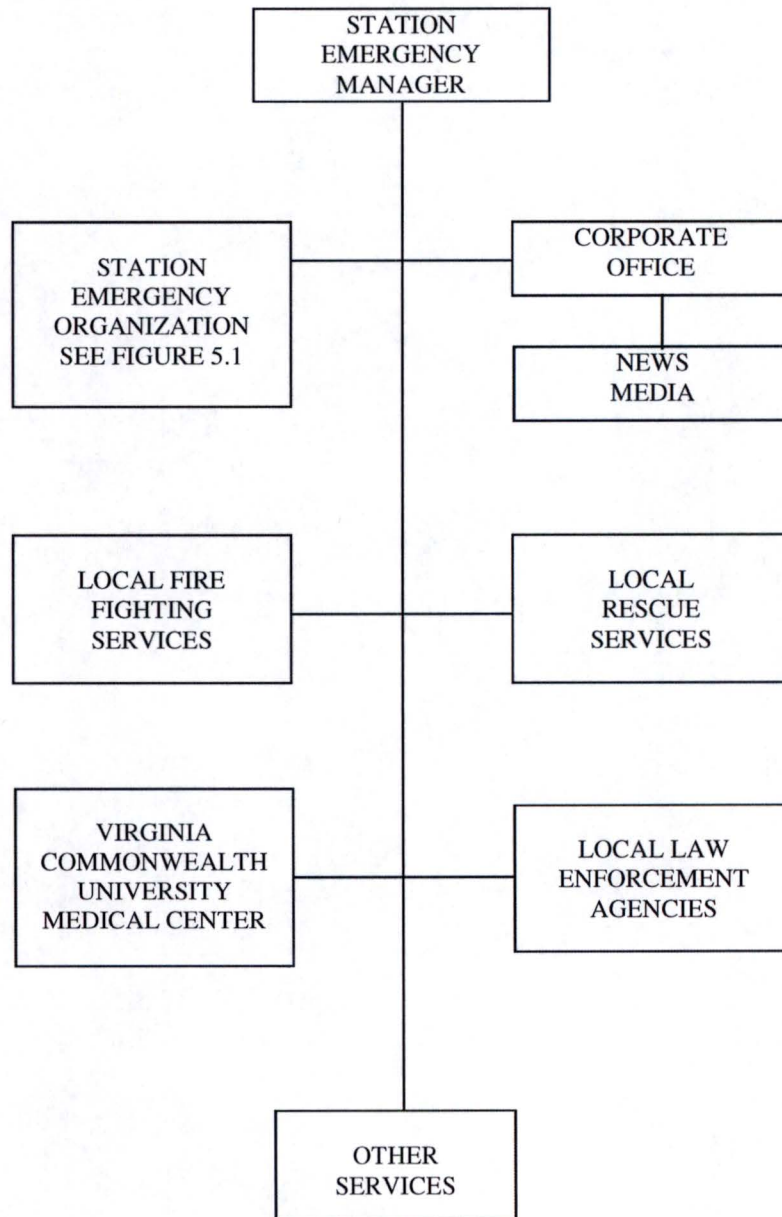 STATION
EMERGENCY
MANAGER
STATION
EMERGENCY
ORGANIZATION
SEE FIGURE 5.1
CORPORATE
OFFICE
NEWS
MEDIA
LOCAL FIRE
FIGHTING
SERVICES
LOCAL
RESCUE
SERVICES
VIRGINIA
COMMONWEALTH
UNIVERSITY
MEDICAL CENTER
LOCAL LAW
ENFORCEMENT
AGENCIES
OTHER
SERVICES